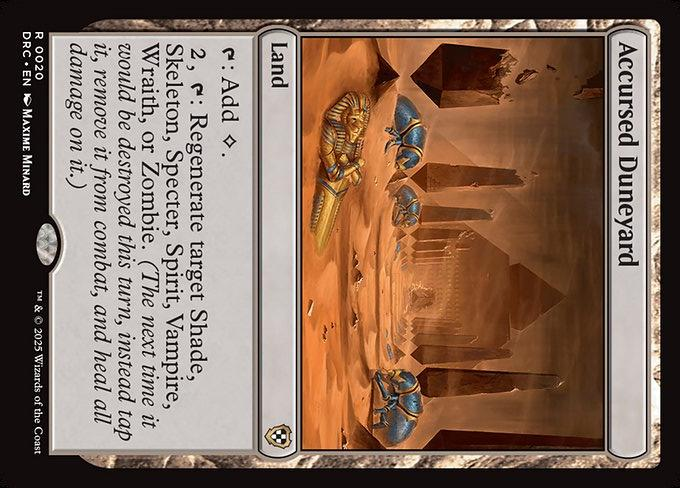 Accursed Duneyard
Land
: Add .
2, : Regenerate target Shade,
Skeleton, Specter, Spirit, Vampire,
Wraith, or Zombie. (The next time it
would be destroyed this turn, instead tap
it, remove it from combat, and heal all
damage on it.)
R 0020
DRC • EN MAXIME MINARD
™ & © 2025 Wizards of the Coast